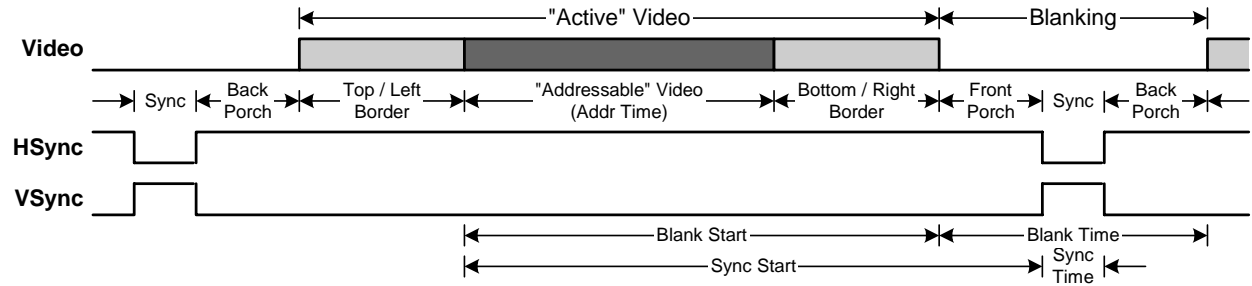 "Active" Video
Blanking
Video
Sync
Back
Porch
Top / Left
Border
"Addressable" Video
(Addr Time)
Bottom / Right
Border
Front
Porch
Sync
Back
Porch
HSync
VSync
Blank Start
Blank Time
Sync Start
Sync
Time